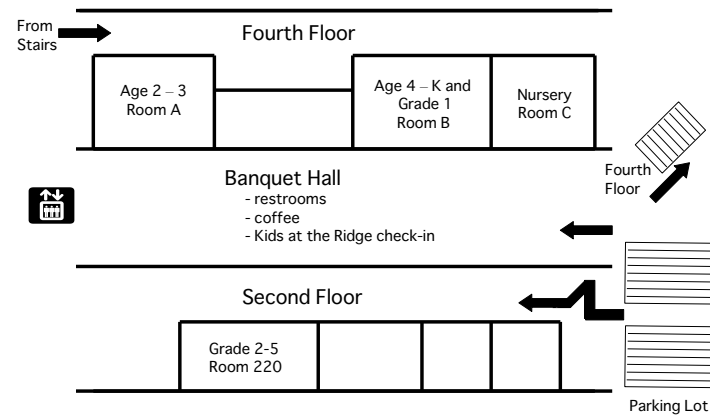 From
Stairs
Fourth Floor
Age 2 – 3
Room A
Age 4 – K and
Grade 1
Room B
Nursery
Room C
Fourth
Floor
Banquet Hall
- restrooms
- coffee
- Kids at the Ridge check-in
Second Floor
Grade 2-5
Room 220
Parking Lot